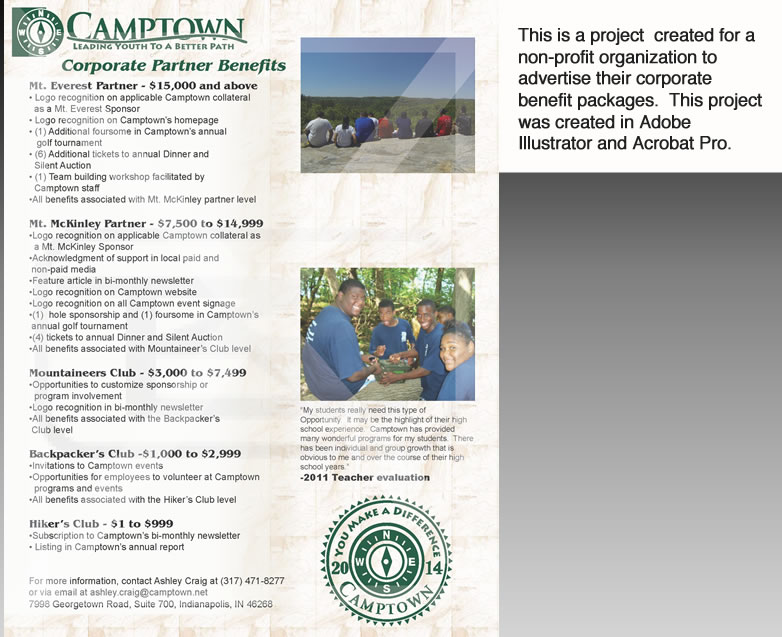 CAMPTOWN
LEADING YOUTH TO A BETTER PATH
Corporate Partner Benefits
Mt. Everest Partner - $15,000 and above
• Logo recognition on applicable Camptown collateral
as a Mt. Everest Sponsor
• Logo recognition on Camptown's homepage
• (1) Additional foursome in Camptown's annual
golf tournament
• (6) Additional tickets to annual Dinner and
Silent Auction
• (1) Team building workshop facilitated by
Camptown staff
•All benefits associated with Mt. McKinley partner level
Mt. McKinley Partner - $7,500 to $14,999
•Logo recognition on applicable Camptown collateral as
a Mt. McKinley Sponsor
•Acknowledgment of support in local paid and
non-paid media
•Feature article in bi-monthly newsletter
•Logo recognition on Camptown website
•Logo recognition on all Camptown event signage
•(1) hole sponsorship and (1) foursome in Camptown's
annual golf tournament
•(4) tickets to annual Dinner and Silent Auction
•All benefits associated with Mountaineer's Club level
Mountaineers Club - $3,000 to $7,499
•Opportunities to customize sponsorship or
program involvement
•Logo recognition in bi-monthly newsletter
•All benefits associated with the Backpacker's
Club level
Backpacker's Club -$1,000 to $2,999
•Invitations to Camptown events
•Opportunities for employees to volunteer at Camptown
programs and events
•All benefits associated with the Hiker's Club level
Hiker's Club - $1 to $999
•Subscription to Camptown's bi-monthly newsletter
• Listing in Camptown's annual report
For more information, contact Ashley Craig at (317) 471-8277
or via email at ashley.craig@camptown.net
7998 Georgetown Road, Suite 700, Indianapolis, IN 46268
"My students really need this type of
Opportunity. It may be the highlight of their high
school experience. Camptown has provided
many wonderful programs for my students. There
has been individual and group growth that is
obvious to me and over the course of their high
school years."
-2011 Teacher evaluation
YOU MAKE A DIFFERENCE
N
W E
S
20 14
CAMPTOWN
This is a project created for a
non-profit organization to
advertise their corporate
benefit packages. This project
was created in Adobe
Illustrator and Acrobat Pro.